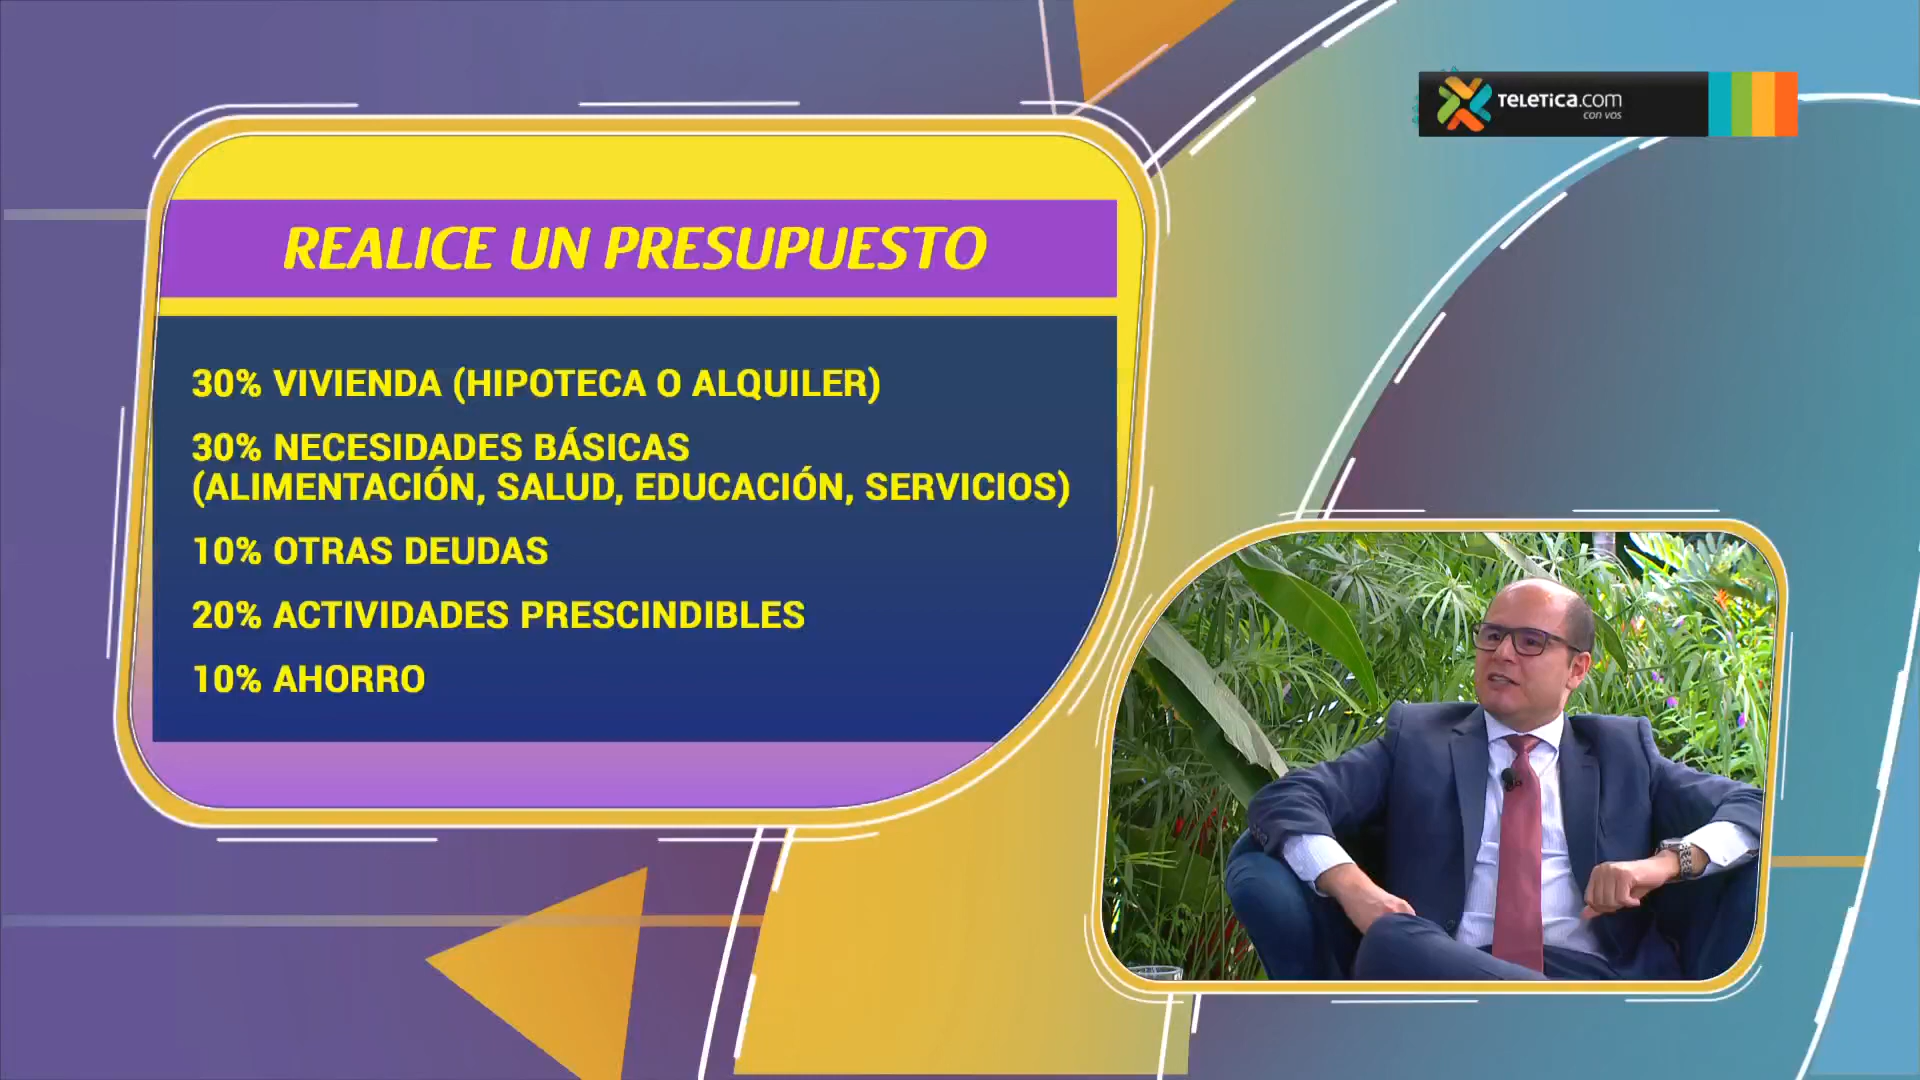 TELETICA.COM
con vos
REALICE UN PRESUPUESTO
30% VIVIENDA (HIPOTECA O ALQUILER)
30% NECESIDADES BÁSICAS
(ALIMENTACIÓN, SALUD, EDUCACIÓN, SERVICIOS)
10% OTRAS DEUDAS
20% ACTIVIDADES PRESCINDIBLES
10% AHORRO